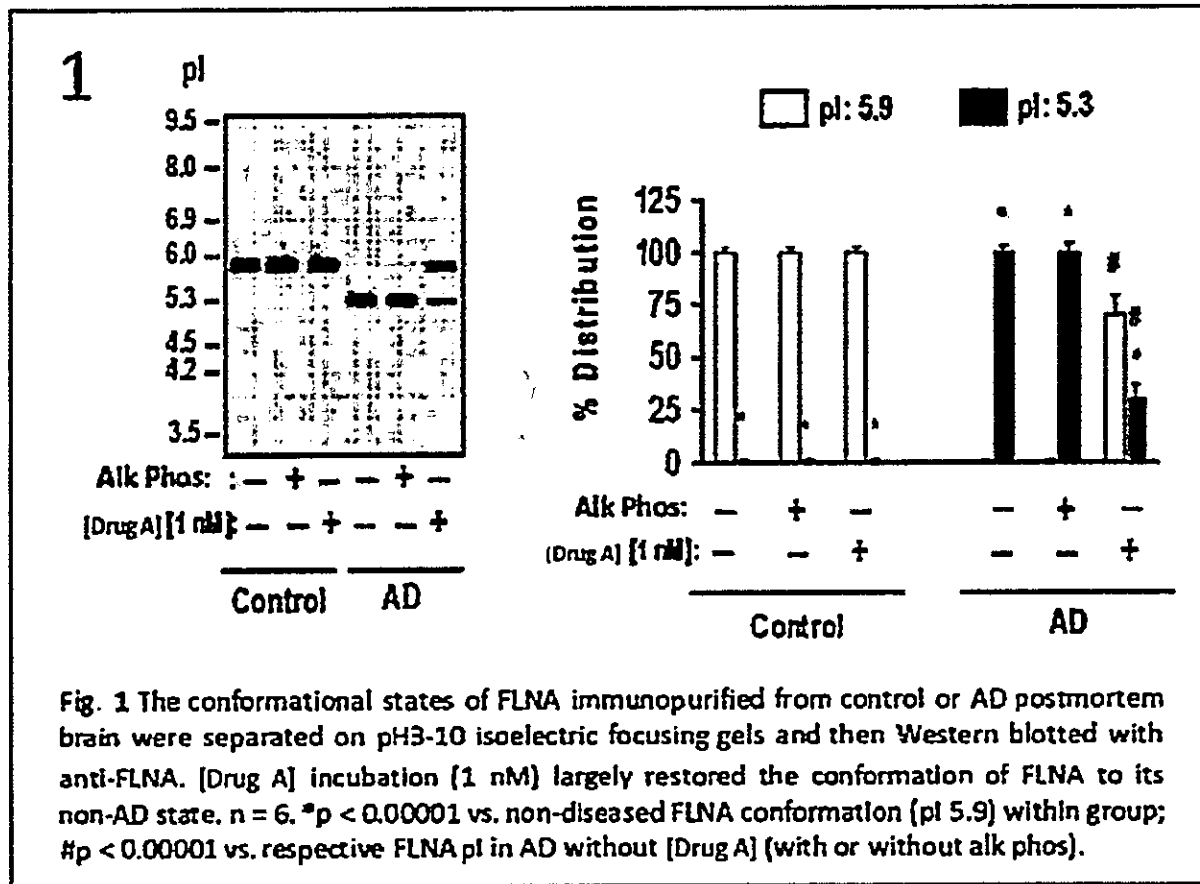 1
pI
9.5
8.0
6.9
6.0
5.3
4.5
4.2
3.5
Alk Phos: : − + − − + −
[Drug A] [1 nM]: − − + − − +
Control AD
pI: 5.9 pI: 5.3
% Distribution
125
100
75
50
25
0
* * * * * # # *
Alk Phos: − + − − + −
[Drug A] [1 nM]: − − + − − +
Control AD
Fig. 1 The conformational states of FLNA immunopurified from control or AD postmortem
brain were separated on pH3-10 isoelectric focusing gels and then Western blotted with
anti-FLNA. [Drug A] incubation (1 nM) largely restored the conformation of FLNA to its
non-AD state. n = 6. *p < 0.00001 vs. non-diseased FLNA conformation (pI 5.9) within group;
#p < 0.00001 vs. respective FLNA pI in AD without [Drug A] (with or without alk phos).